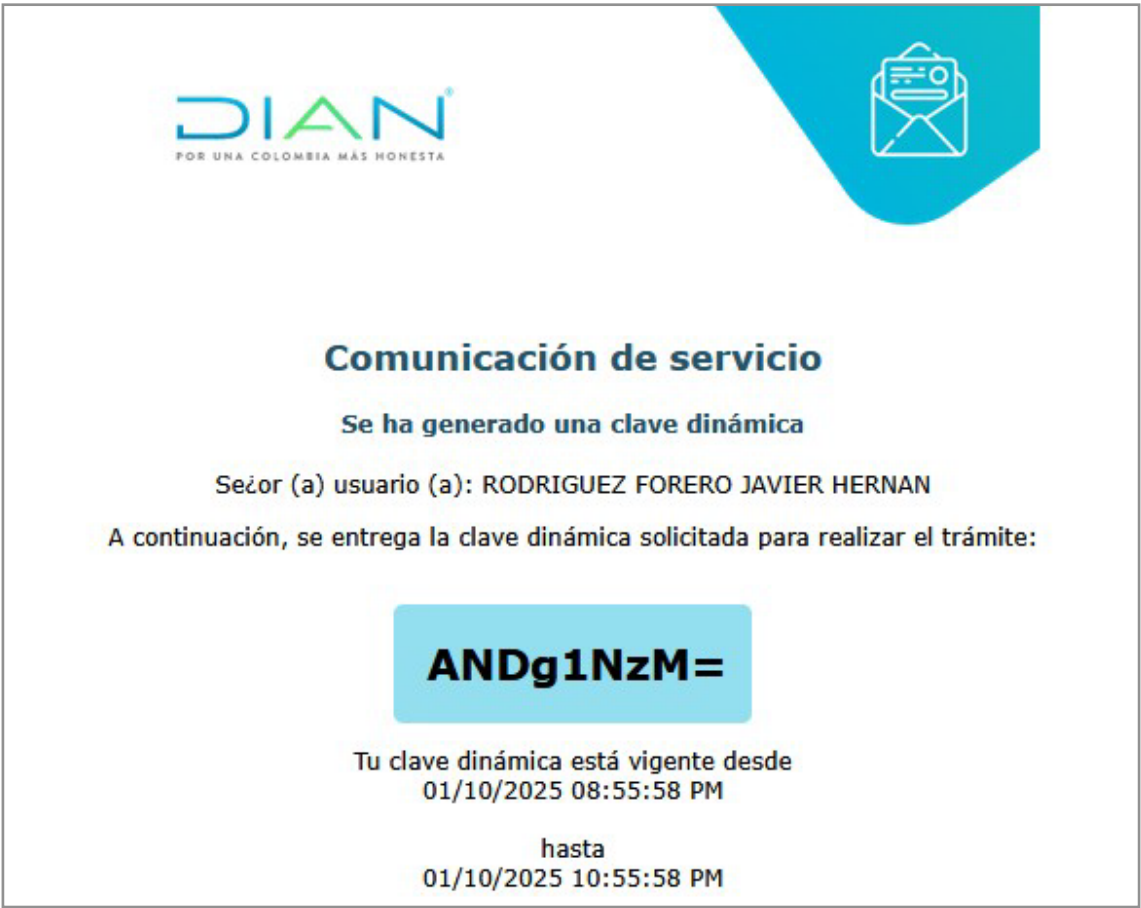 DIAN®
POR UNA COLOMBIA MÁS HONESTA
Comunicación de servicio
Se ha generado una clave dinámica
Se¿or (a) usuario (a): RODRIGUEZ FORERO JAVIER HERNAN
A continuación, se entrega la clave dinámica solicitada para realizar el trámite:
ANDg1NzM=
Tu clave dinámica está vigente desde
01/10/2025 08:55:58 PM
hasta
01/10/2025 10:55:58 PM